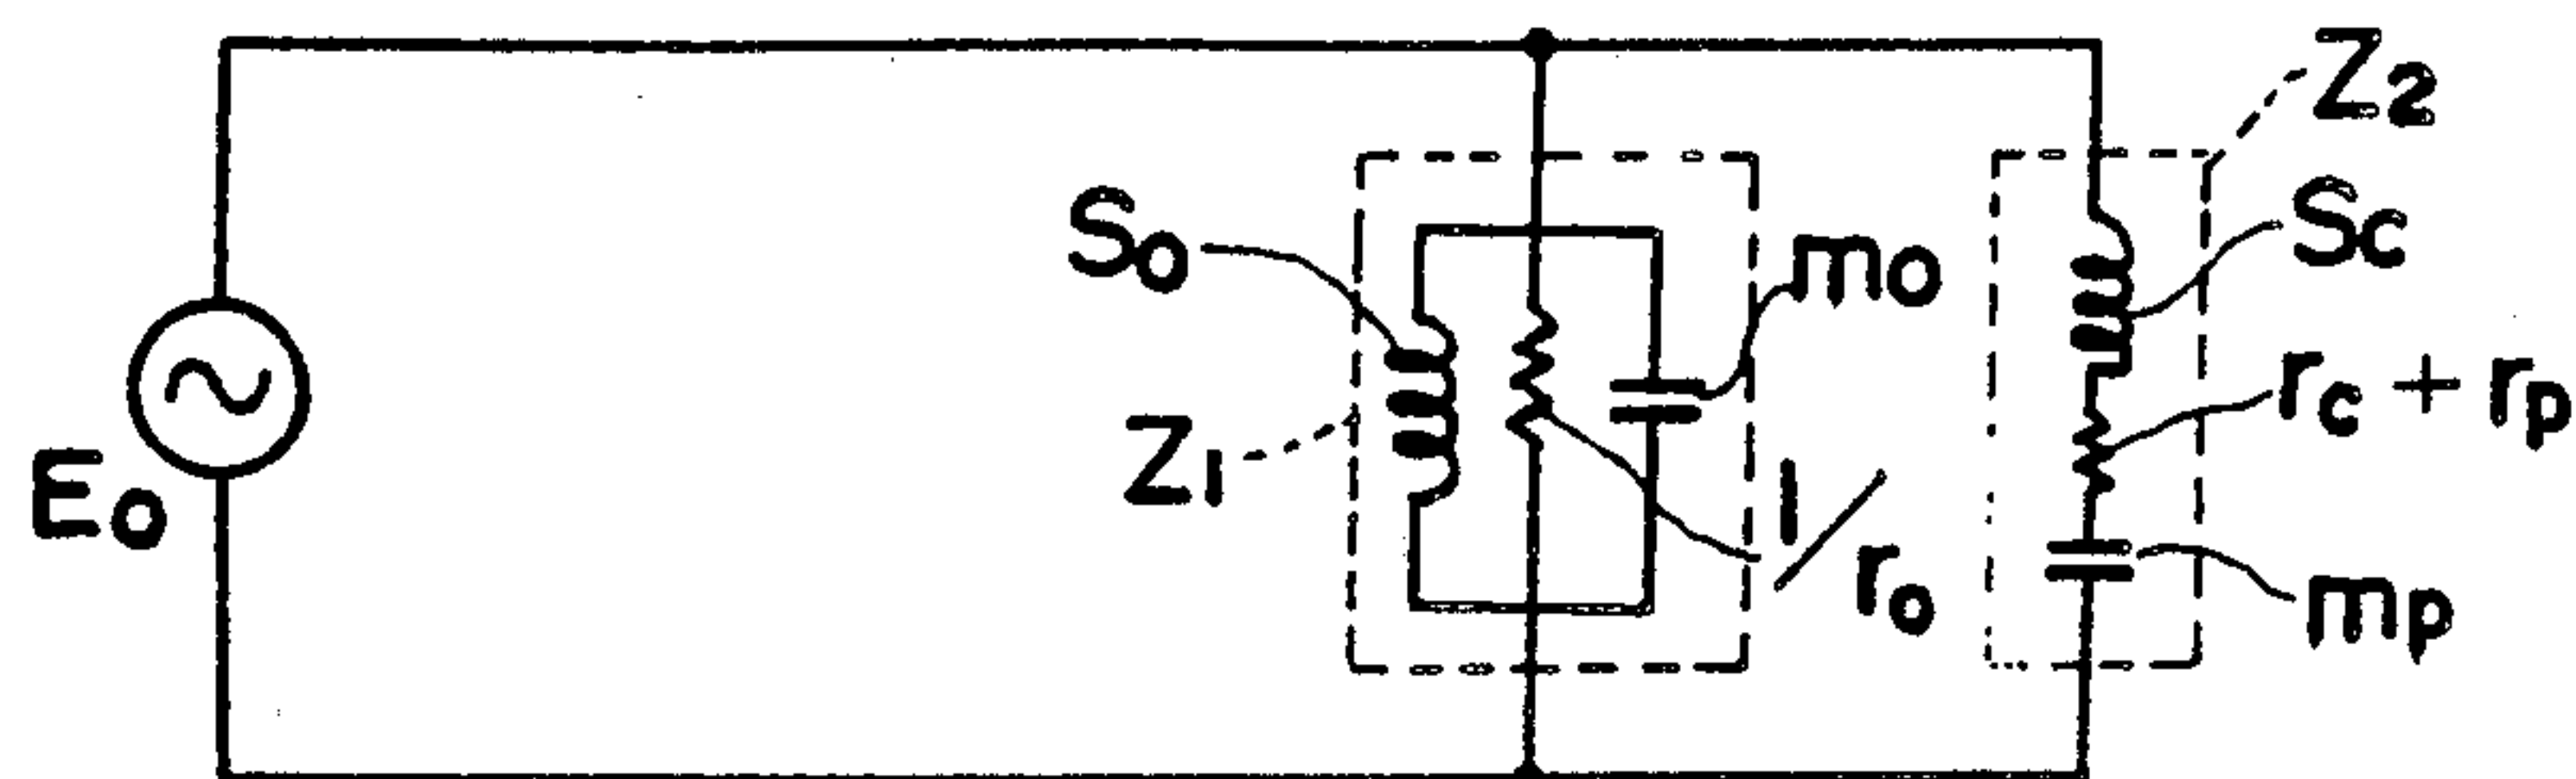 Z2
So
mo
Sc
rc + rp
Eo
Z1
1/ro
mp